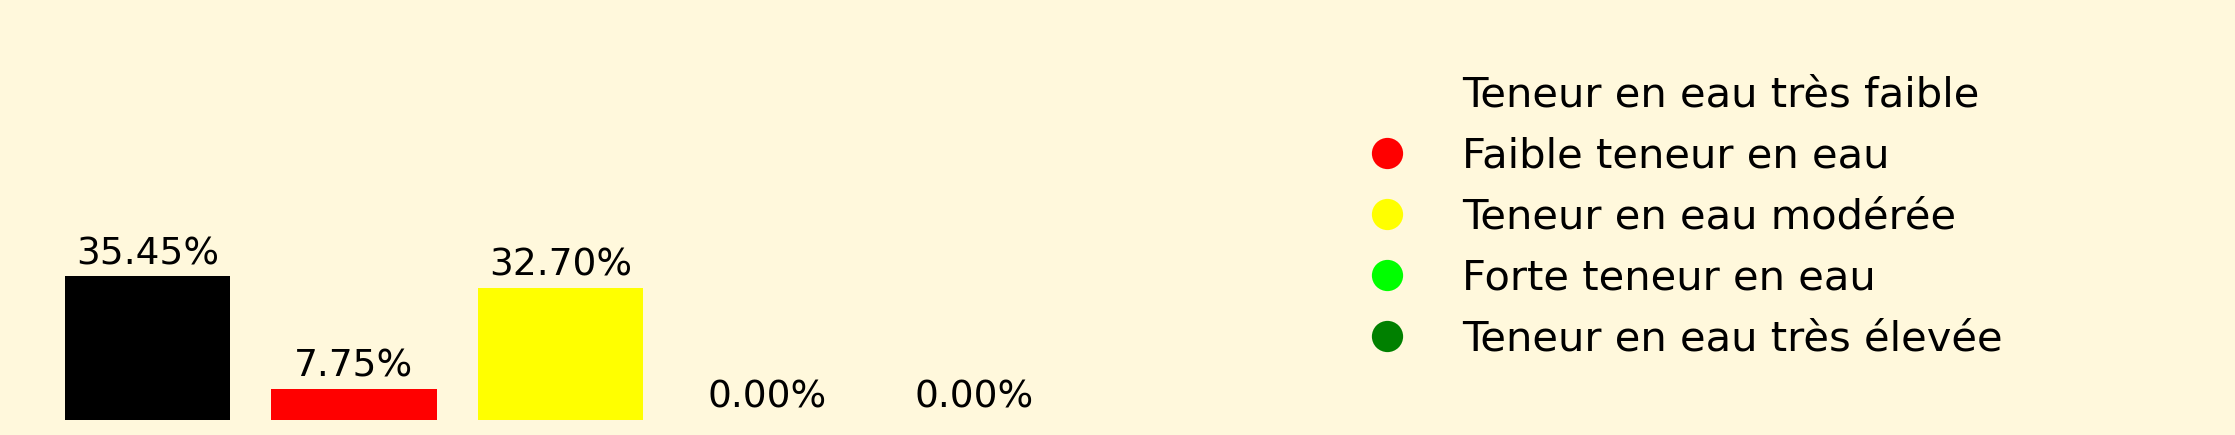 35.45%
7.75%
32.70%
0.00%
0.00%
Teneur en eau très faible
Faible teneur en eau
Teneur en eau modérée
Forte teneur en eau
Teneur en eau très élevée